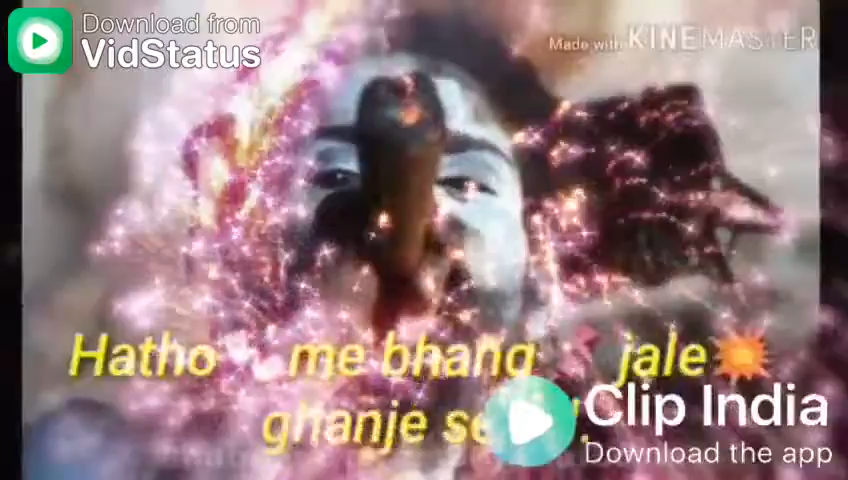 Download from
VidStatus
Made with KINEMASTER
Hatho me bhang jale
ghanje
Clip India
Download the app